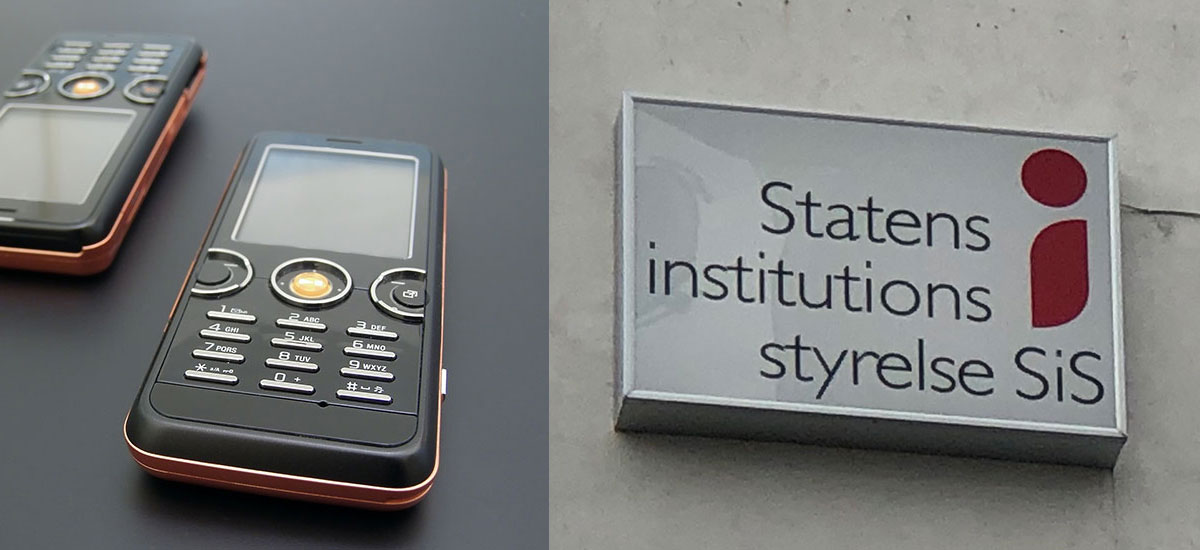 1
2 ABC
3 DEF
4 GHI
5 JKL
6 MNO
7 PQRS
8 TUV
9 WXYZ
* a/A
0 +
#
Statens
institutions
styrelse SiS